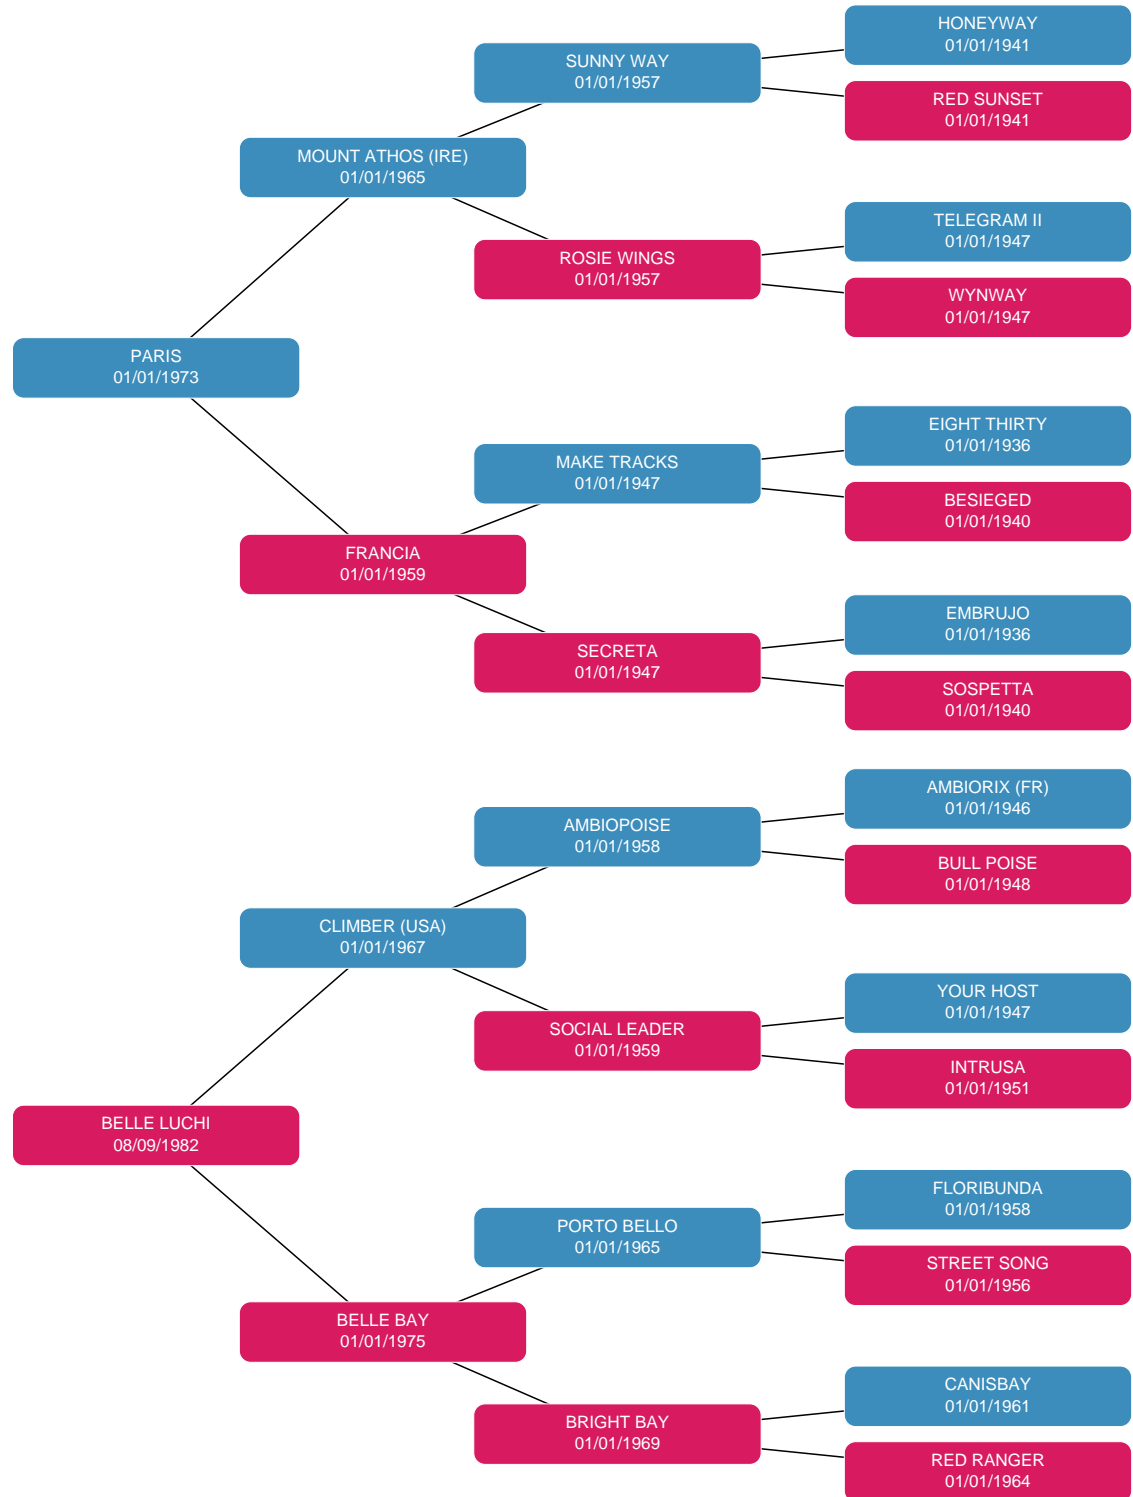 HONEYWAY
01/01/1941
SUNNY WAY
01/01/1957
RED SUNSET
01/01/1941
MOUNT ATHOS (IRE)
01/01/1965
TELEGRAM II
01/01/1947
ROSIE WINGS
01/01/1957
WYNWAY
01/01/1947
PARIS
01/01/1973
EIGHT THIRTY
01/01/1936
MAKE TRACKS
01/01/1947
BESIEGED
01/01/1940
FRANCIA
01/01/1959
EMBRUJO
01/01/1936
SECRETA
01/01/1947
SOSPETTA
01/01/1940
AMBIORIX (FR)
01/01/1946
AMBIOPOISE
01/01/1958
BULL POISE
01/01/1948
CLIMBER (USA)
01/01/1967
YOUR HOST
01/01/1947
SOCIAL LEADER
01/01/1959
INTRUSA
01/01/1951
BELLE LUCHI
08/09/1982
FLORIBUNDA
01/01/1958
PORTO BELLO
01/01/1965
STREET SONG
01/01/1956
BELLE BAY
01/01/1975
CANISBAY
01/01/1961
BRIGHT BAY
01/01/1969
RED RANGER
01/01/1964